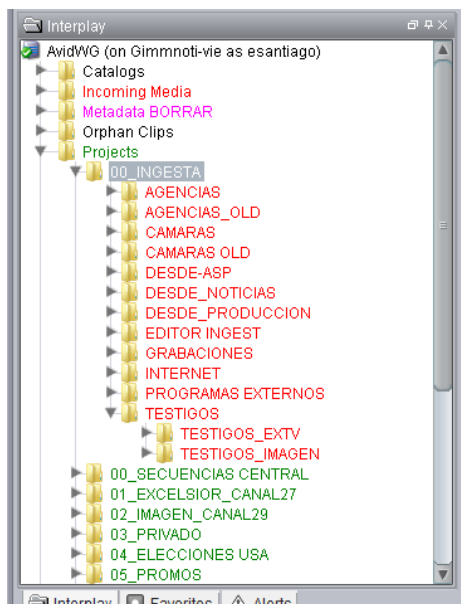 Interplay
AvidWG (on Gimmnoti-vie as esantiago)
Catalogs
Incoming Media
Metadata BORRAR
Orphan Clips
Projects
00_INGESTA
AGENCIAS
AGENCIAS_OLD
CAMARAS
CAMARAS OLD
DESDE-ASP
DESDE_NOTICIAS
DESDE_PRODUCCION
EDITOR INGEST
GRABACIONES
INTERNET
PROGRAMAS EXTERNOS
TESTIGOS
TESTIGOS_EXTV
TESTIGOS_IMAGEN
00_SECUENCIAS CENTRAL
01_EXCELSIOR_CANAL27
02_IMAGEN_CANAL29
03_PRIVADO
04_ELECCIONES USA
05_PROMOS
Interplay Favorites Alerts